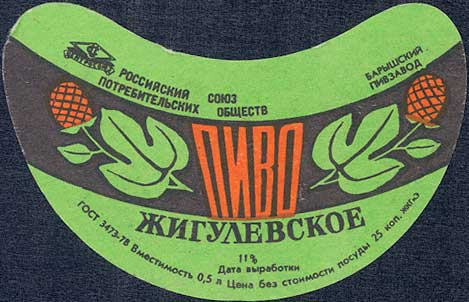 РОССИЙСКИЙ СОЮЗ
ПОТРЕБИТЕЛЬСКИХ ОБЩЕСТВ
БАРЫШСКИЙ
ПИВЗАВОД
ПИВО
ЖИГУЛЕВСКОЕ
11%
Дата выработки
ГОСТ 3473-78 Вместимость 0,5 л Цена без стоимости посуды 25 коп.